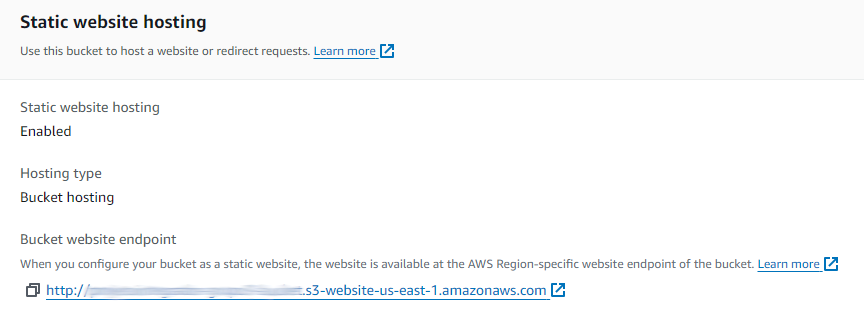 Static website hosting
Use this bucket to host a website or redirect requests. Learn more
Static website hosting
Enabled
Hosting type
Bucket hosting
Bucket website endpoint
When you configure your bucket as a static website, the website is available at the AWS Region-specific website endpoint of the bucket. Learn more
http:// .s3-website-us-east-1.amazonaws.com